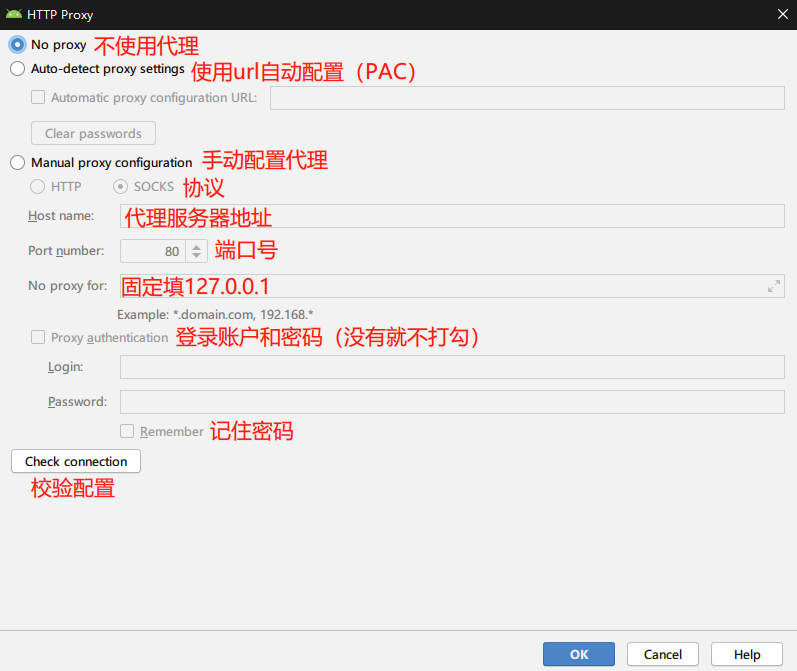 HTTP Proxy
No proxy 不使用代理
Auto-detect proxy settings 使用url自动配置（PAC）
Automatic proxy configuration URL:
Clear passwords
Manual proxy configuration 手动配置代理
HTTP SOCKS 协议
Host name: 代理服务器地址
Port number: 80 端口号
No proxy for: 固定填127.0.0.1
Example: *.domain.com, 192.168.*
Proxy authentication 登录账户和密码（没有就不打勾）
Login:
Password:
Remember 记住密码
Check connection
校验配置
OK Cancel Help